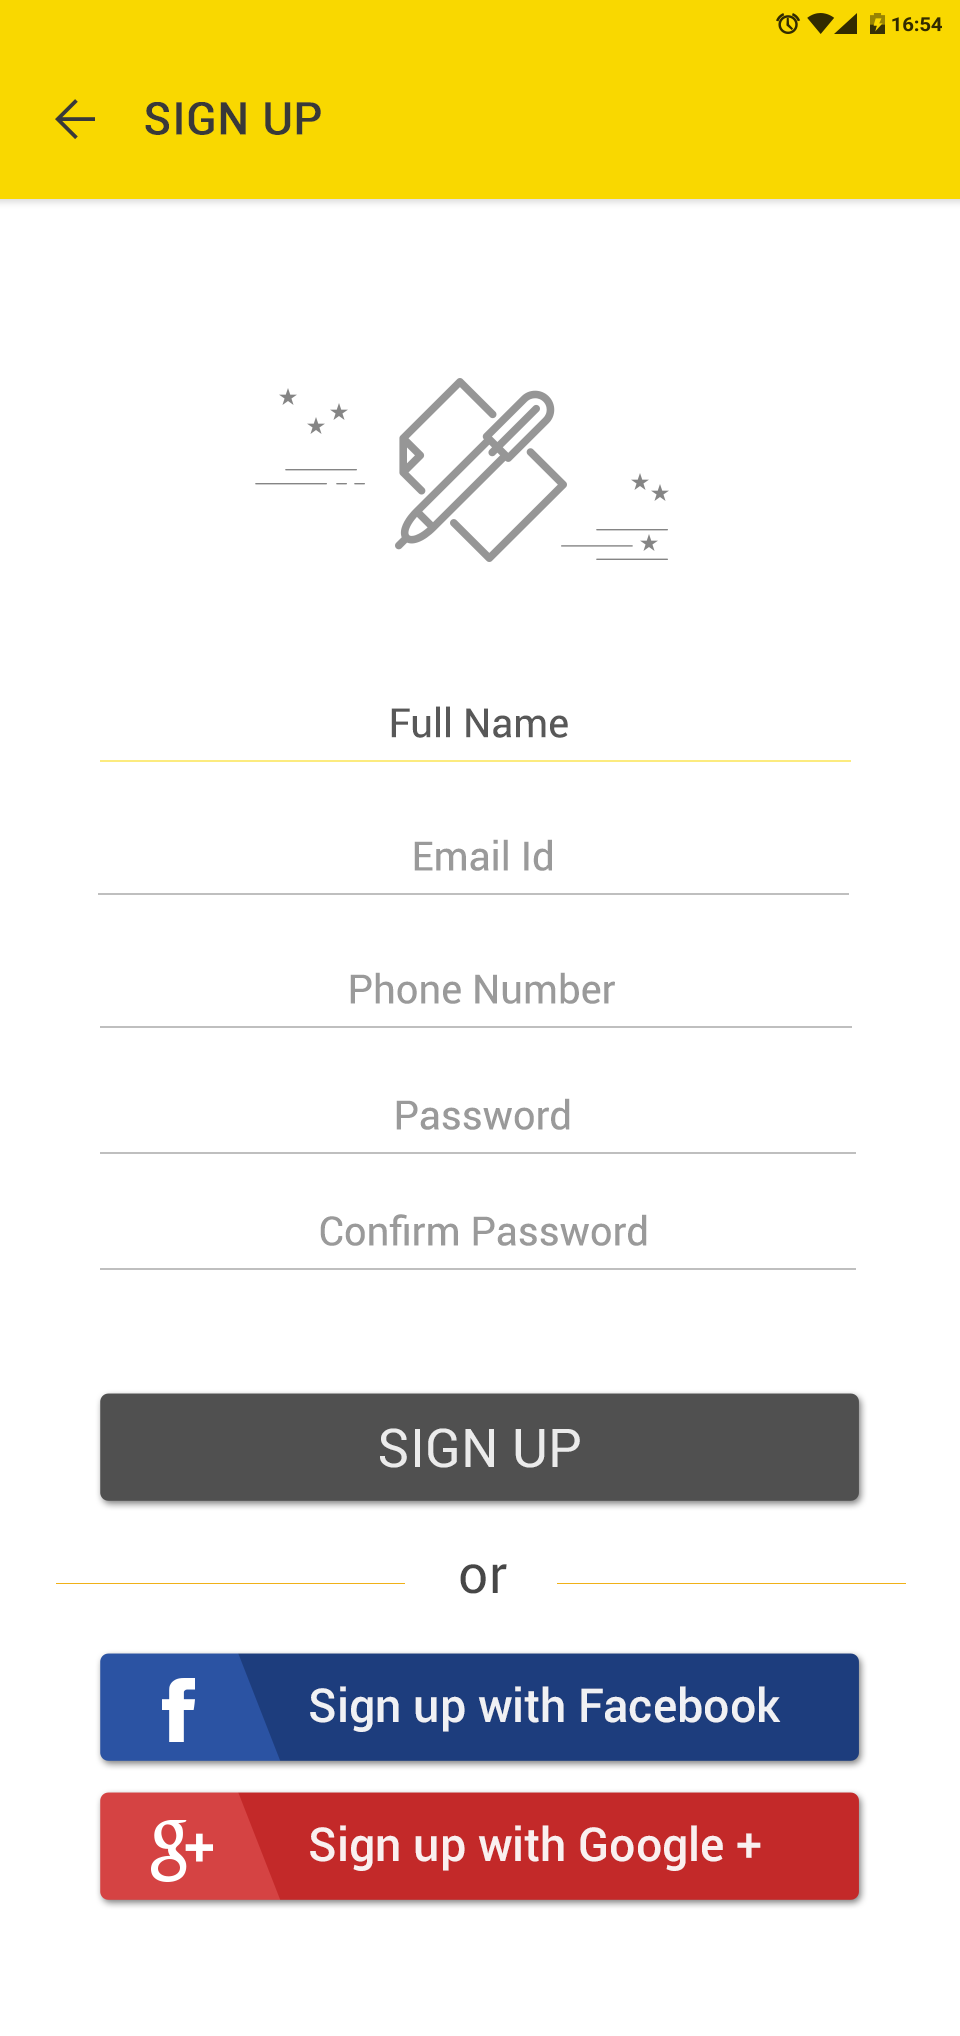 16:54
SIGN UP
Full Name
Email Id
Phone Number
Password
Confirm Password
SIGN UP
or
f Sign up with Facebook
g+ Sign up with Google +